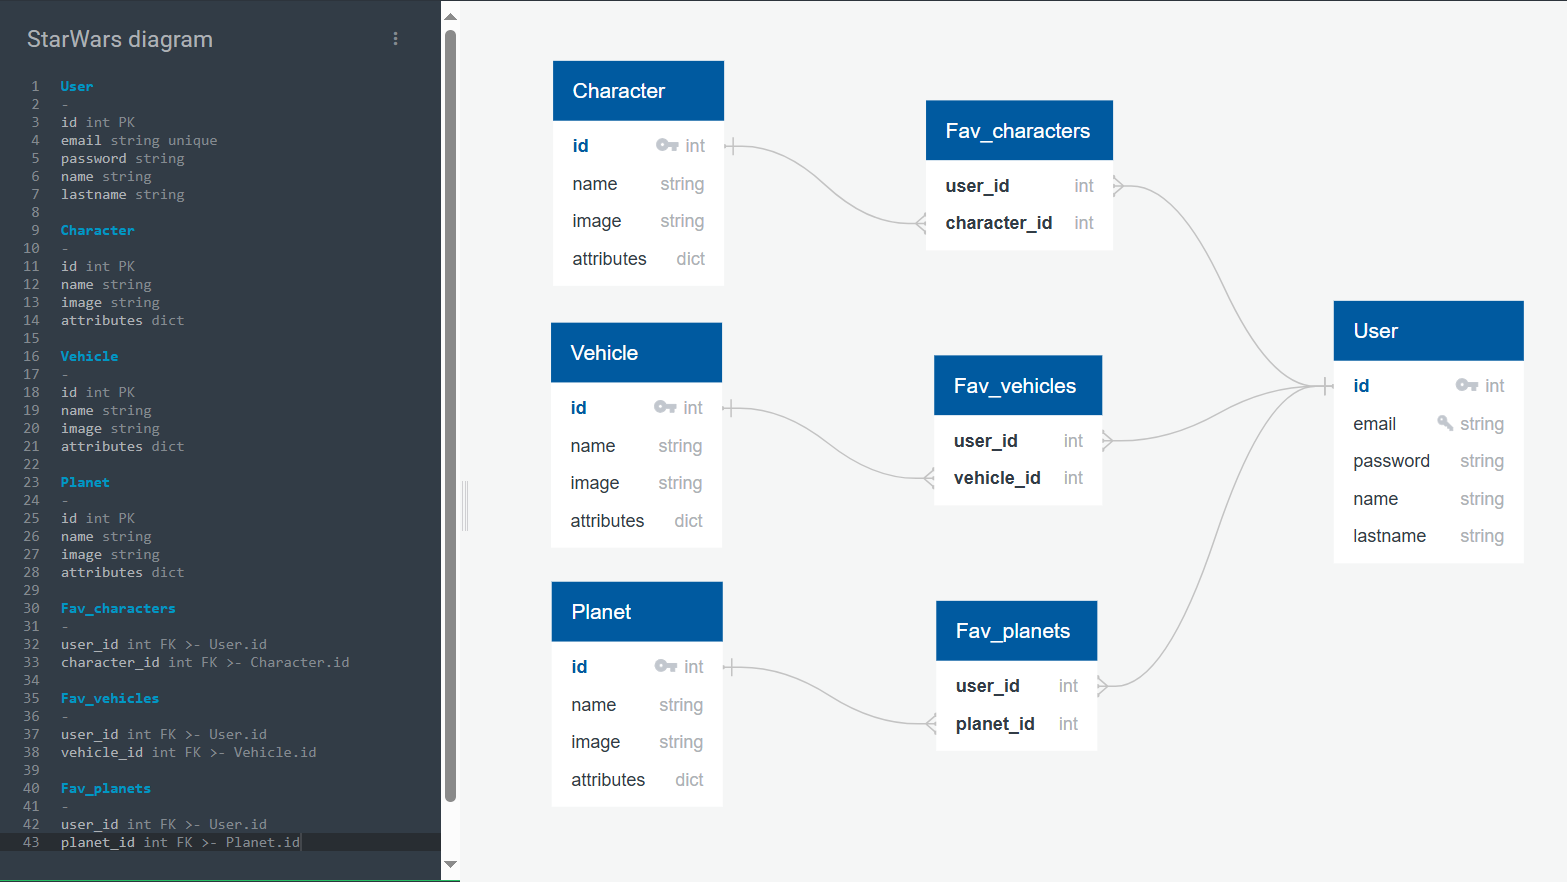 StarWars diagram
1 User
2 -
3 id int PK
4 email string unique
5 password string
6 name string
7 lastname string
8
9 Character
10 -
11 id int PK
12 name string
13 image string
14 attributes dict
15
16 Vehicle
17 -
18 id int PK
19 name string
20 image string
21 attributes dict
22
23 Planet
24 -
25 id int PK
26 name string
27 image string
28 attributes dict
29
30 Fav_characters
31 -
32 user_id int FK >- User.id
33 character_id int FK >- Character.id
34
35 Fav_vehicles
36 -
37 user_id int FK >- User.id
38 vehicle_id int FK >- Vehicle.id
39
40 Fav_planets
41 -
42 user_id int FK >- User.id
43 planet_id int FK >- Planet.id
Character
id int
name string
image string
attributes dict
Vehicle
id int
name string
image string
attributes dict
Planet
id int
name string
image string
attributes dict
Fav_characters
user_id int
character_id int
Fav_vehicles
user_id int
vehicle_id int
Fav_planets
user_id int
planet_id int
User
id int
email string
password string
name string
lastname string